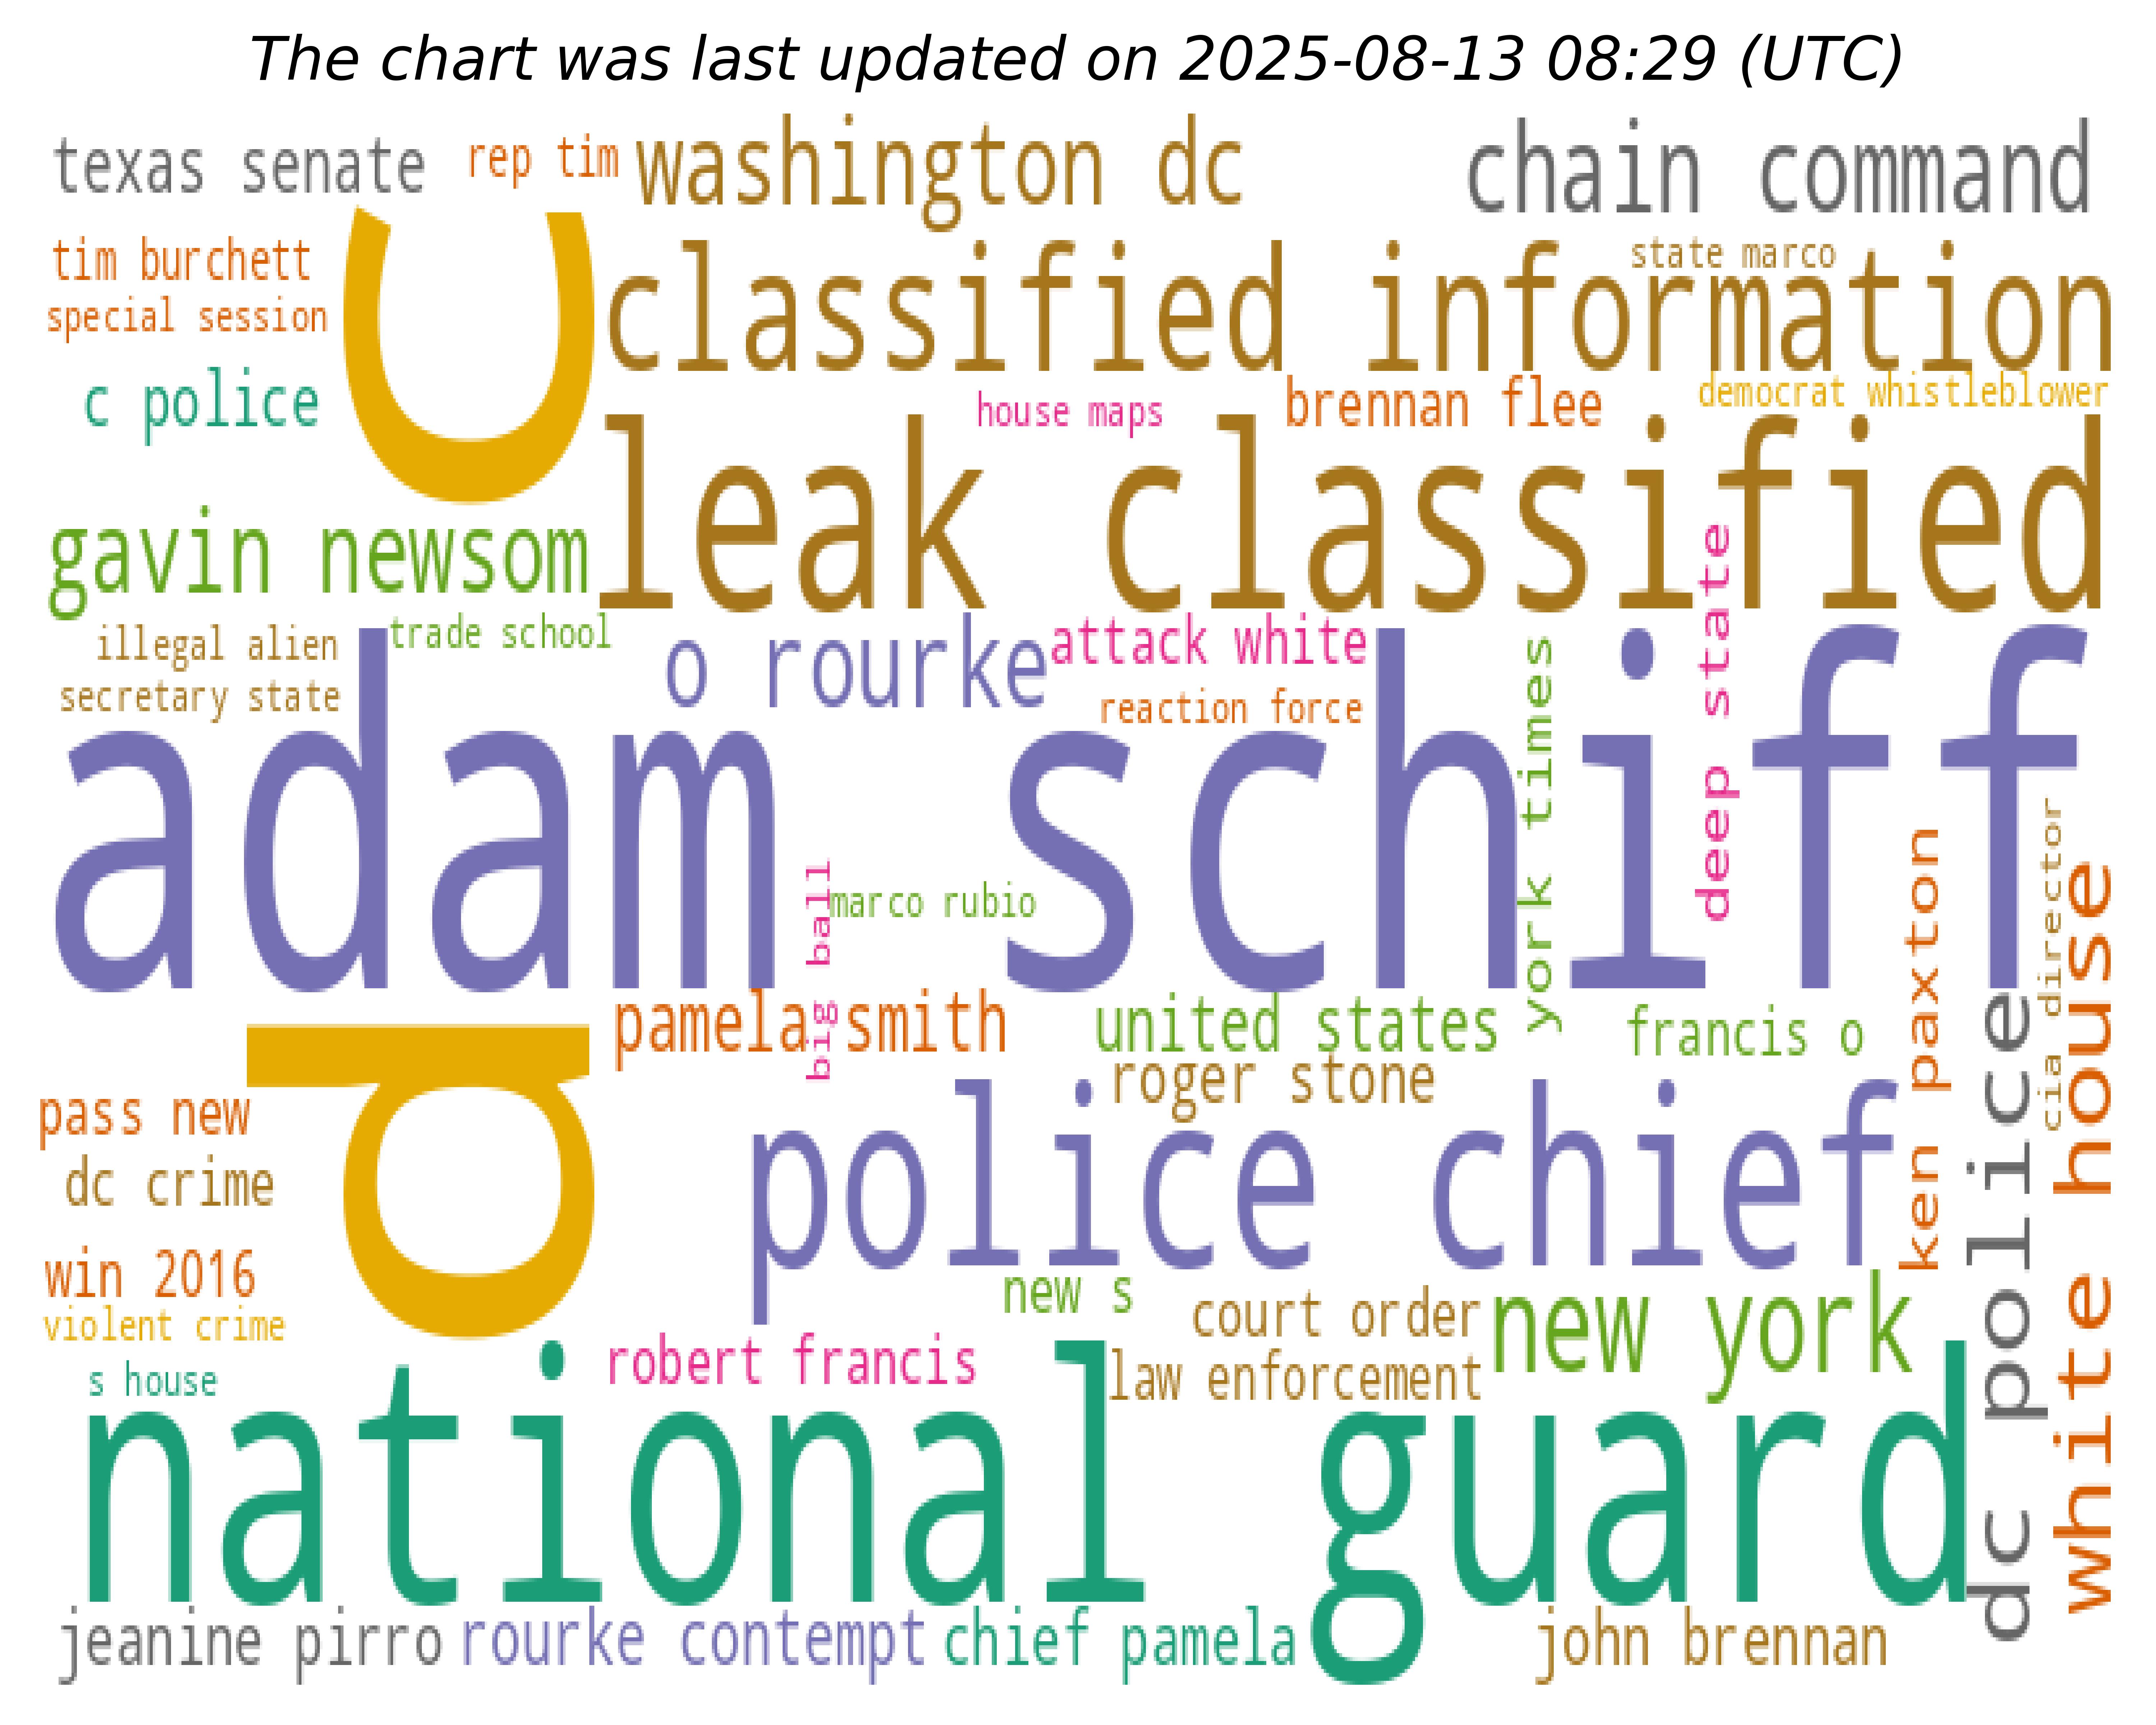 The chart was last updated on 2025-08-13 08:29 (UTC)
texas senate
rep tim
washington dc
chain command
tim burchett
special session
d c
classified information
state marco
c police
house maps
brennan flee
democrat whistleblower
leak classified
gavin newsom
trade school
illegal alien
secretary state
o rourke
attack white
reaction force
york times
deep state
adam schiff
big ball
marco rubio
pamela smith
united states
francis o
roger stone
ken paxton
cia director
white house
dc police
pass new
dc crime
police chief
win 2016
violent crime
new s
court order
new york
s house
robert francis
law enforcement
national guard
jeanine pirro
rourke contempt
chief pamela
john brennan